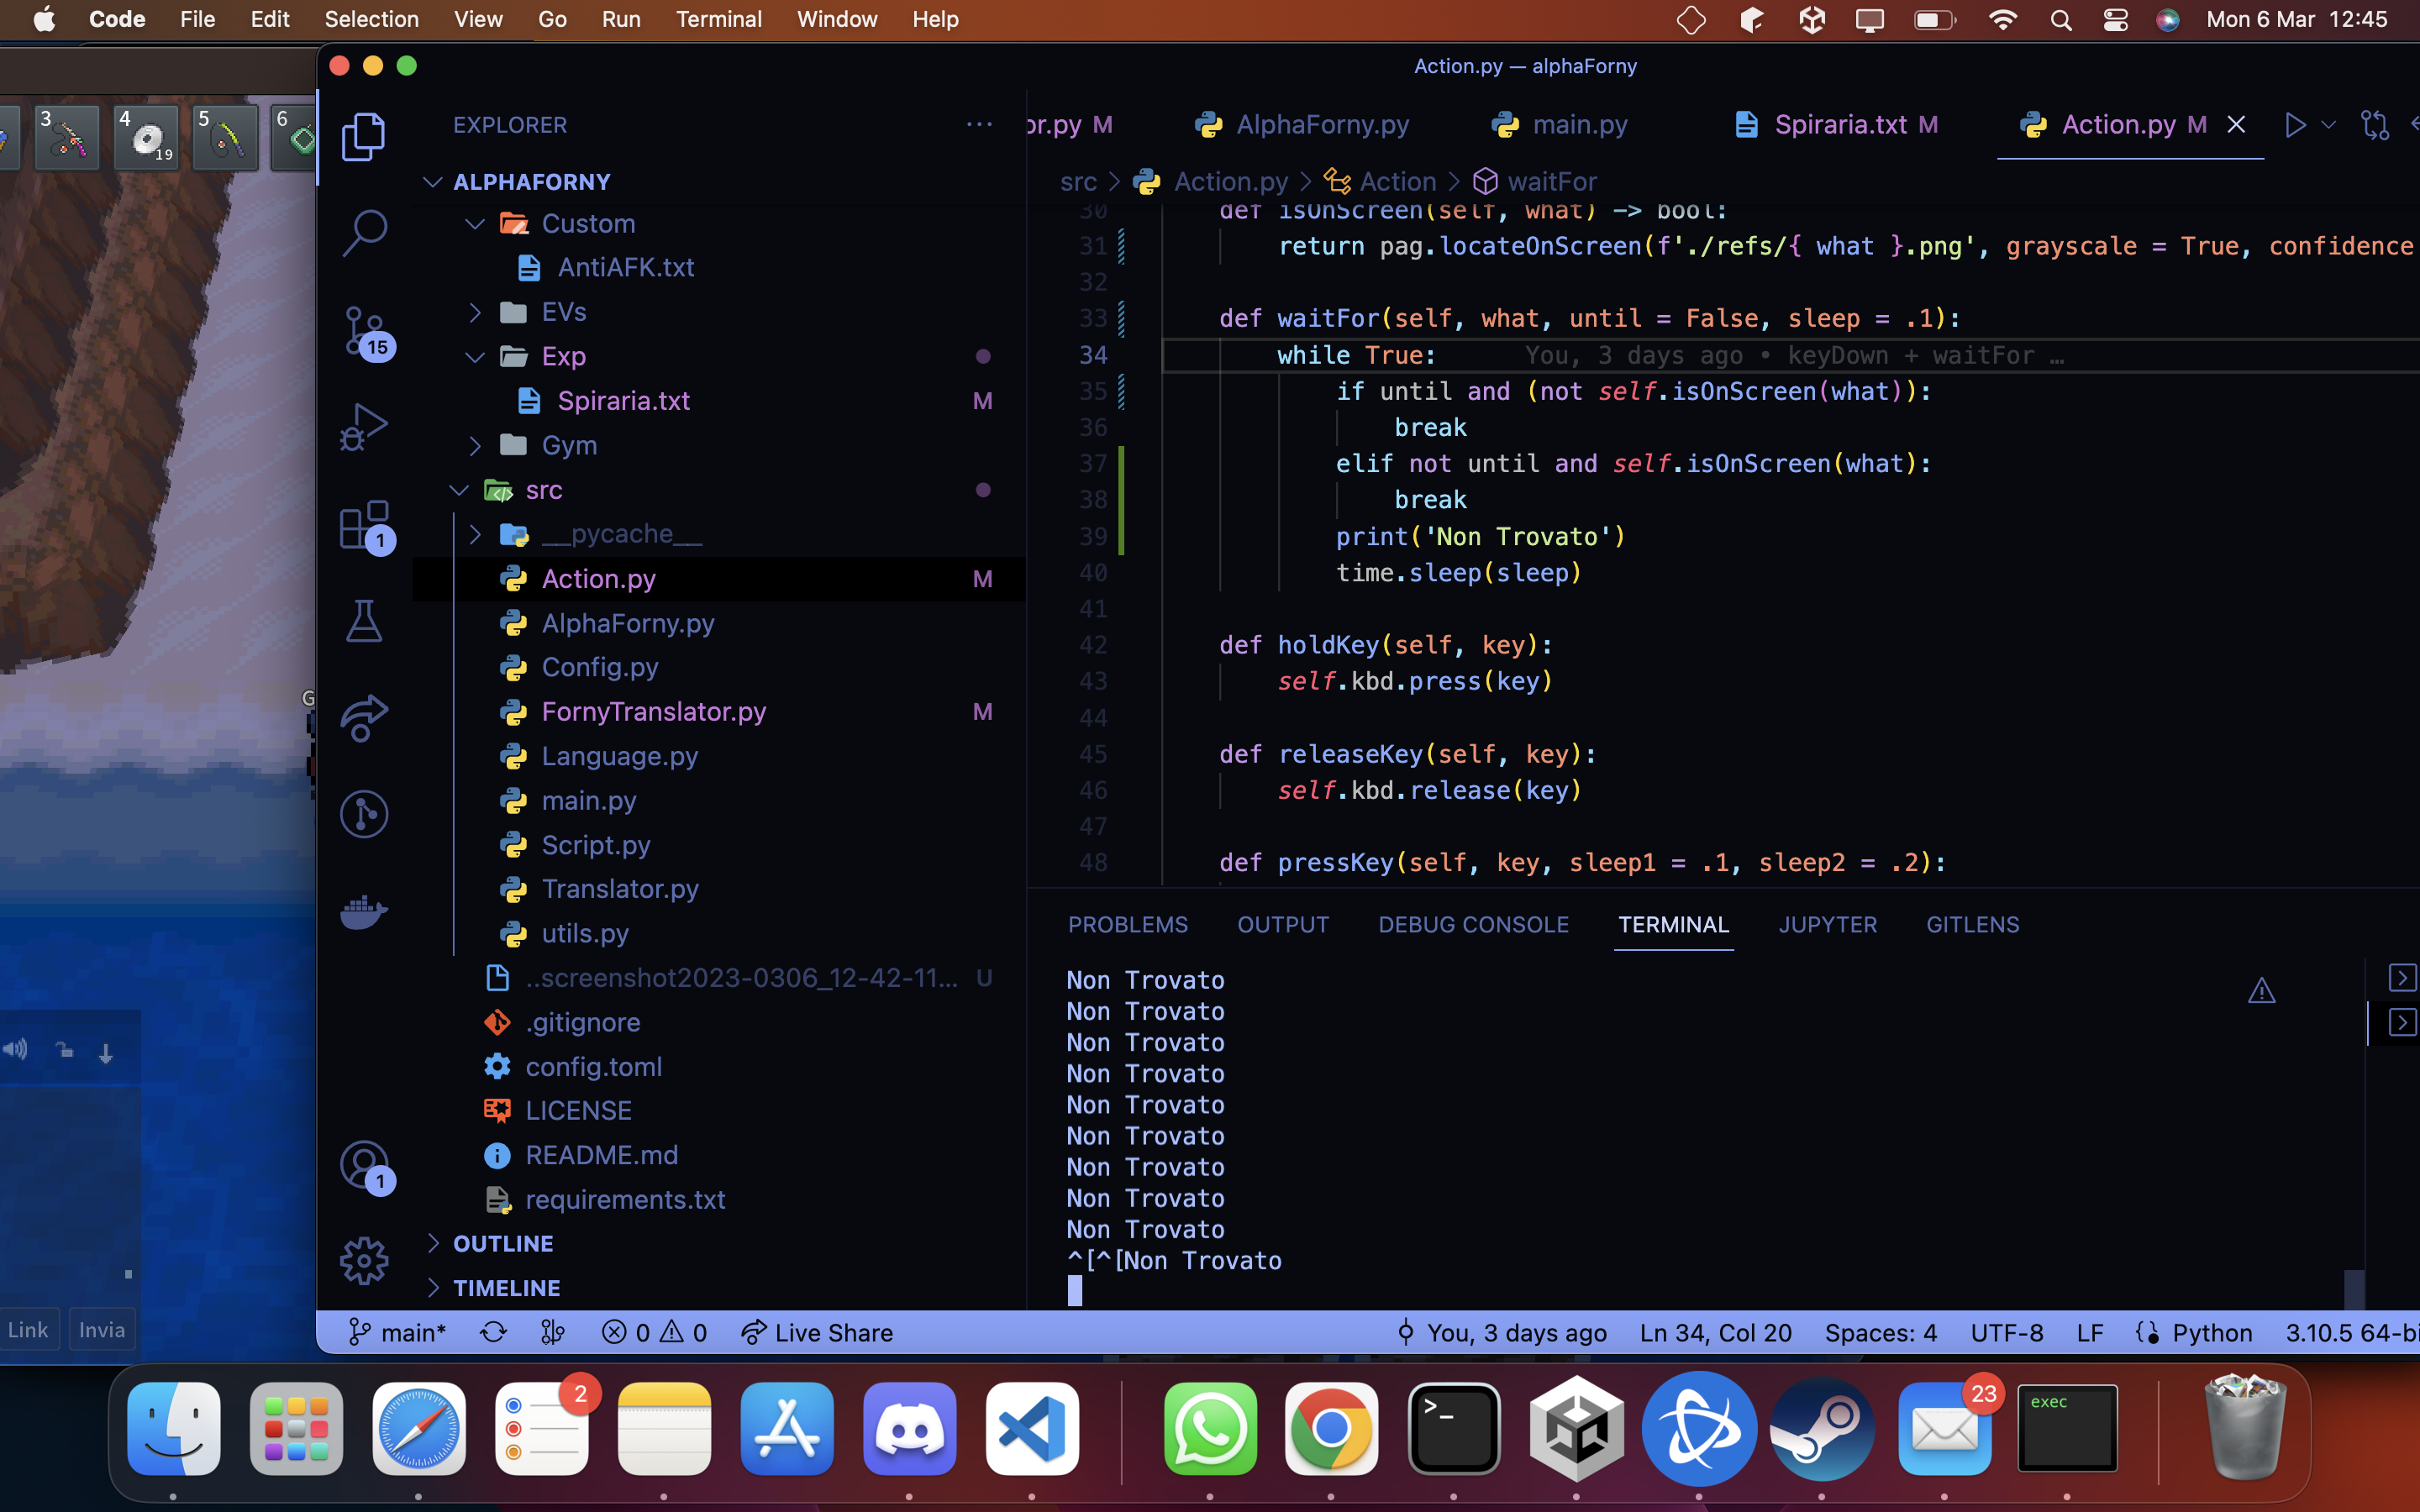 Code File Edit Selection View Go Run Terminal Window Help Mon 6 Mar 12:45
Action.py — alphaForny
3 4 19 5 6
EXPLORER
or.py M AlphaForny.py main.py Spiraria.txt M Action.py M
src > Action.py > Action > waitFor
ALPHAFORNY
Custom
AntiAFK.txt
EVs
Exp
Spiraria.txt M
Gym
src
__pycache__
Action.py M
AlphaForny.py
Config.py
FornyTranslator.py M
Language.py
main.py
Script.py
Translator.py
utils.py
..screenshot2023-0306_12-42-11... U
.gitignore
config.toml
LICENSE
README.md
requirements.txt
OUTLINE
TIMELINE
15
1
1
30 def isOnScreen(self, what) -> bool:
31 return pag.locateOnScreen(f'./refs/{ what }.png', grayscale = True, confidence
32
33 def waitFor(self, what, until = False, sleep = .1):
34 while True: You, 3 days ago • keyDown + waitFor …
35 if until and (not self.isOnScreen(what)):
36 break
37 elif not until and self.isOnScreen(what):
38 break
39 print('Non Trovato')
40 time.sleep(sleep)
41
42 def holdKey(self, key):
43 self.kbd.press(key)
44
45 def releaseKey(self, key):
46 self.kbd.release(key)
47
48 def pressKey(self, key, sleep1 = .1, sleep2 = .2):
PROBLEMS OUTPUT DEBUG CONSOLE TERMINAL JUPYTER GITLENS
Non Trovato
Non Trovato
Non Trovato
Non Trovato
Non Trovato
Non Trovato
Non Trovato
Non Trovato
Non Trovato
^[^[Non Trovato
G
Link Invia
main* 0 0 Live Share You, 3 days ago Ln 34, Col 20 Spaces: 4 UTF-8 LF Python 3.10.5 64-bi
2 >_ 23 exec